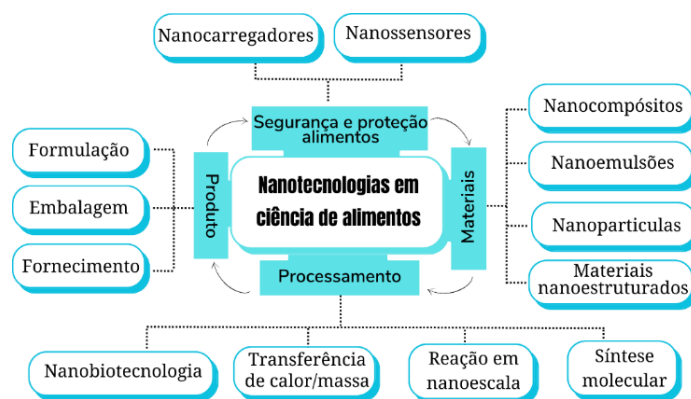 Nanocarregadores
Nanossensores
Segurança e proteção
alimentos
Nanotecnologias em
ciência de alimentos
Produto
Materiais
Processamento
Formulação
Embalagem
Fornecimento
Nanocompósitos
Nanoemulsões
Nanoparticulas
Materiais
nanoestruturados
Nanobiotecnologia
Transferência
de calor/massa
Reação em
nanoescala
Síntese
molecular